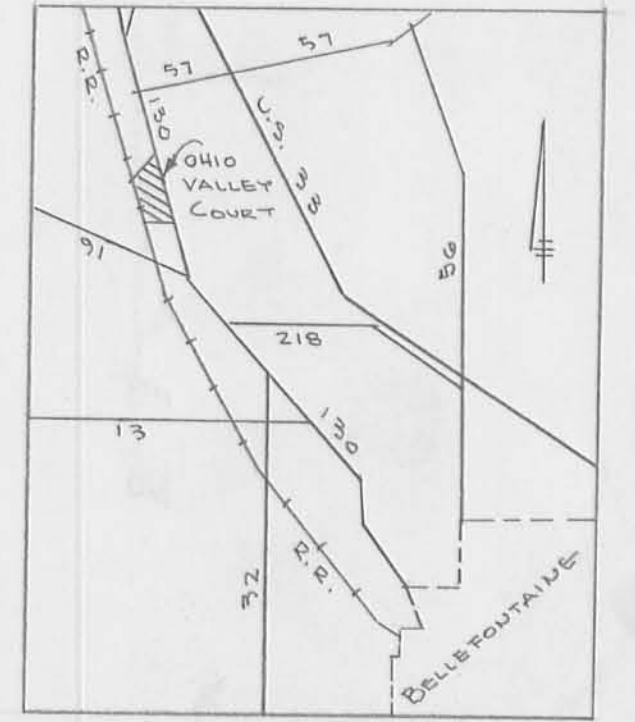 57
57
R.R.
130
U.S. 33
OHIO
VALLEY
COURT
91
56
218
13
130
32
R.R.
BELLEFONTAINE